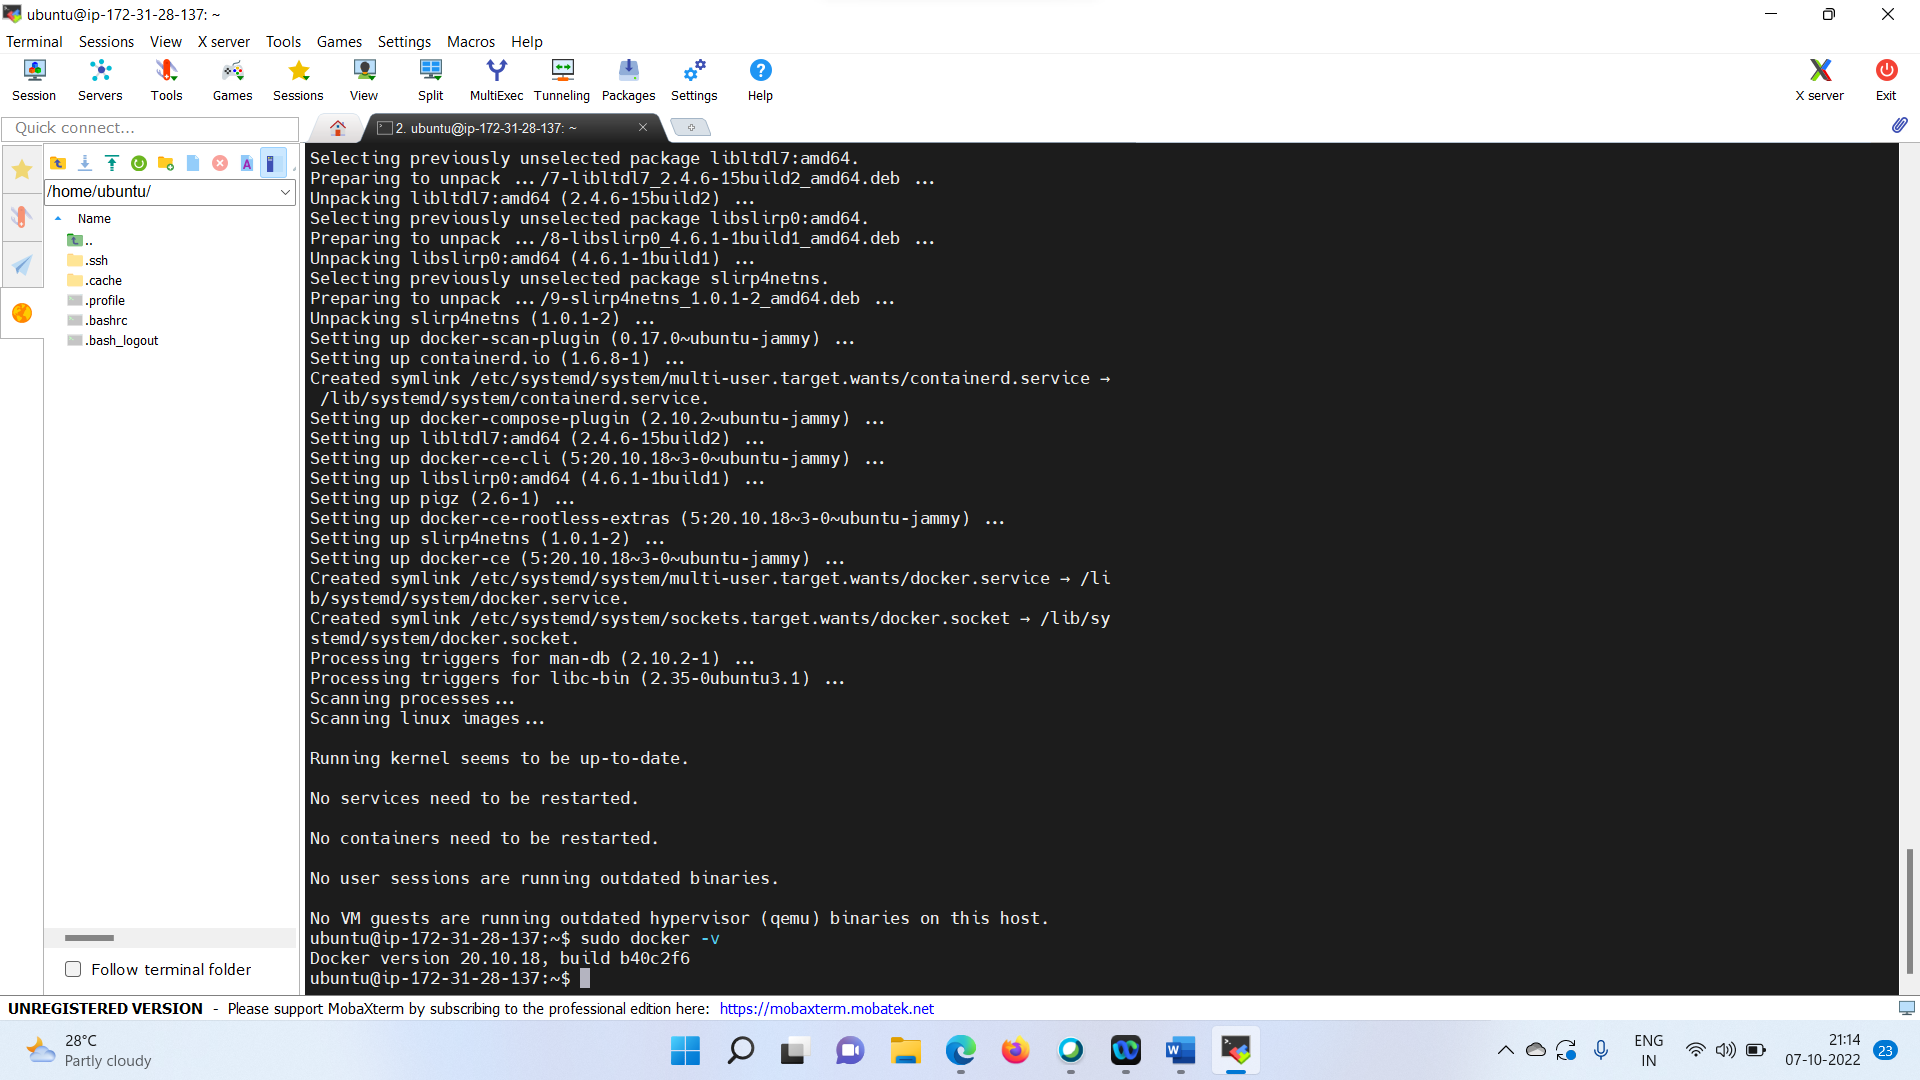 ubuntu@ip-172-31-28-137: ~
Terminal Sessions View X server Tools Games Settings Macros Help
Session Servers Tools Games Sessions View Split MultiExec Tunneling Packages Settings Help X server Exit
Quick connect...
2. ubuntu@ip-172-31-28-137: ~
/home/ubuntu/
Name
..
.ssh
.cache
.profile
.bashrc
.bash_logout
Follow terminal folder
Selecting previously unselected package libltdl7:amd64.
Preparing to unpack .../7-libltdl7_2.4.6-15build2_amd64.deb ...
Unpacking libltdl7:amd64 (2.4.6-15build2) ...
Selecting previously unselected package libslirp0:amd64.
Preparing to unpack .../8-libslirp0_4.6.1-1build1_amd64.deb ...
Unpacking libslirp0:amd64 (4.6.1-1build1) ...
Selecting previously unselected package slirp4netns.
Preparing to unpack .../9-slirp4netns_1.0.1-2_amd64.deb ...
Unpacking slirp4netns (1.0.1-2) ...
Setting up docker-scan-plugin (0.17.0~ubuntu-jammy) ...
Setting up containerd.io (1.6.8-1) ...
Created symlink /etc/systemd/system/multi-user.target.wants/containerd.service →
/lib/systemd/system/containerd.service.
Setting up docker-compose-plugin (2.10.2~ubuntu-jammy) ...
Setting up libltdl7:amd64 (2.4.6-15build2) ...
Setting up docker-ce-cli (5:20.10.18~3-0~ubuntu-jammy) ...
Setting up libslirp0:amd64 (4.6.1-1build1) ...
Setting up pigz (2.6-1) ...
Setting up docker-ce-rootless-extras (5:20.10.18~3-0~ubuntu-jammy) ...
Setting up slirp4netns (1.0.1-2) ...
Setting up docker-ce (5:20.10.18~3-0~ubuntu-jammy) ...
Created symlink /etc/systemd/system/multi-user.target.wants/docker.service → /li
b/systemd/system/docker.service.
Created symlink /etc/systemd/system/sockets.target.wants/docker.socket → /lib/sy
stemd/system/docker.socket.
Processing triggers for man-db (2.10.2-1) ...
Processing triggers for libc-bin (2.35-0ubuntu3.1) ...
Scanning processes...
Scanning linux images...
Running kernel seems to be up-to-date.
No services need to be restarted.
No containers need to be restarted.
No user sessions are running outdated binaries.
No VM guests are running outdated hypervisor (qemu) binaries on this host.
ubuntu@ip-172-31-28-137:~$ sudo docker -v
Docker version 20.10.18, build b40c2f6
ubuntu@ip-172-31-28-137:~$
UNREGISTERED VERSION - Please support MobaXterm by subscribing to the professional edition here: https://mobaxterm.mobatek.net
28°C
Partly cloudy
ENG
IN
21:14
07-10-2022
23